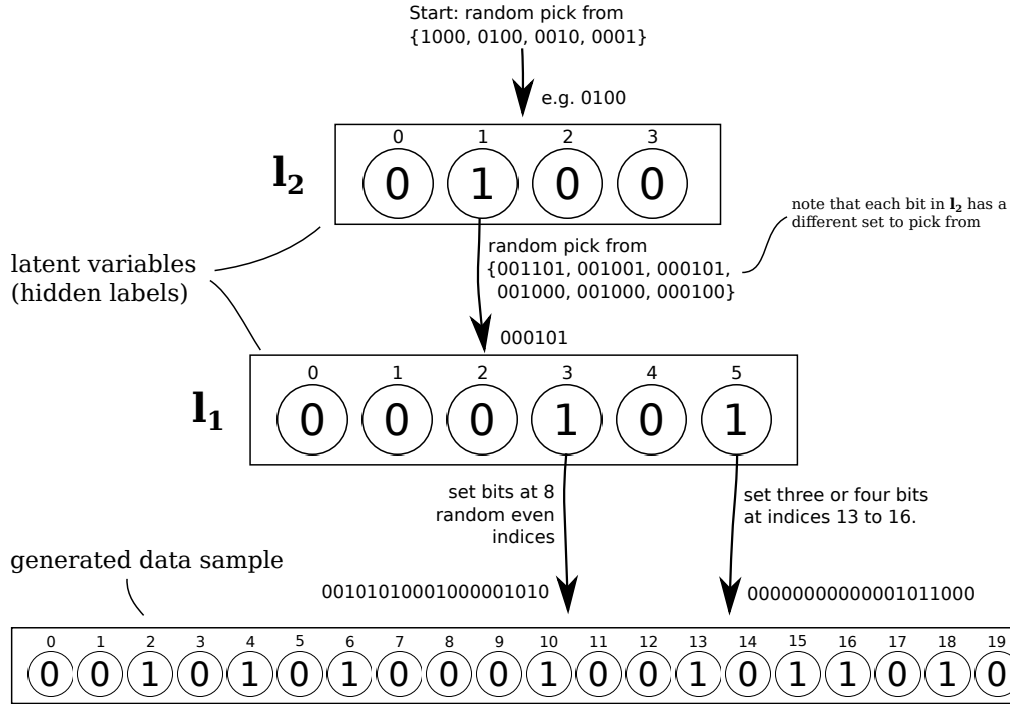 Start: random pick from
{1000, 0100, 0010, 0001}
e.g. 0100
0 1 2 3
l2
0 1 0 0
note that each bit in l2 has a
different set to pick from
random pick from
{001101, 001001, 000101,
001000, 001000, 000100}
latent variables
(hidden labels)
000101
0 1 2 3 4 5
l1
0 0 0 1 0 1
set bits at 8
random even
indices
set three or four bits
at indices 13 to 16.
generated data sample
00101010001000001010
00000000000001011000
0 1 2 3 4 5 6 7 8 9 10 11 12 13 14 15 16 17 18 19
0 0 1 0 1 0 1 0 0 0 1 0 0 1 0 1 1 0 1 0